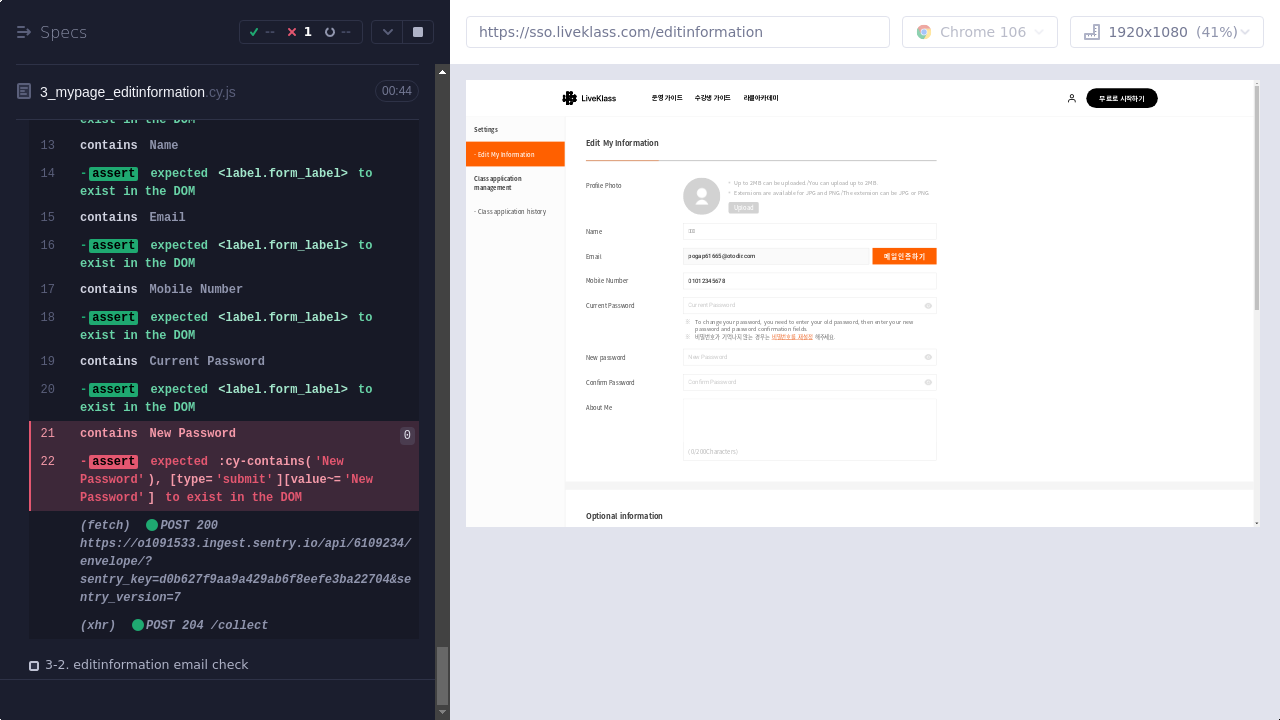 Specs
--
1
--
https://sso.liveklass.com/editinformation
Chrome 106
1920x1080 (41%)
3_mypage_editinformation.cy.js
00:44
exist in the DOM
13 contains Name
14 -assert expected <label.form_label> to
exist in the DOM
15 contains Email
16 -assert expected <label.form_label> to
exist in the DOM
17 contains Mobile Number
18 -assert expected <label.form_label> to
exist in the DOM
19 contains Current Password
20 -assert expected <label.form_label> to
exist in the DOM
21 contains New Password 0
22 -assert expected :cy-contains('New
Password'), [type='submit'][value~='New
Password'] to exist in the DOM
(fetch) POST 200
https://o1091533.ingest.sentry.io/api/6109234/
envelope/?
sentry_key=d0b627f9aa9a429ab6f8eefe3ba22704&se
ntry_version=7
(xhr) POST 204 /collect
3-2. editinformation email check
LiveKlass
운영 가이드
수강생 가이드
라클아카데미
무료로 시작하기
Settings
· Edit My Information
Class application
management
· Class application history
Edit My Information
Profile Photo
Up to 2MB can be uploaded./You can upload up to 2MB.
Extensions are available for JPG and PNG./The extension can be JPG or PNG.
Upload
Name
Email
pogap61665@otodir.com
메일인증하기
Mobile Number
01012345678
Current Password
Current Password
To change your password, you need to enter your old password, then enter your new
password and password confirmation fields.
비밀번호가 기억나지 않는 경우는 비밀번호를 재설정 해주세요.
New password
New Password
Confirm Password
Confirm Password
About Me
(0/200Characters)
Optional information